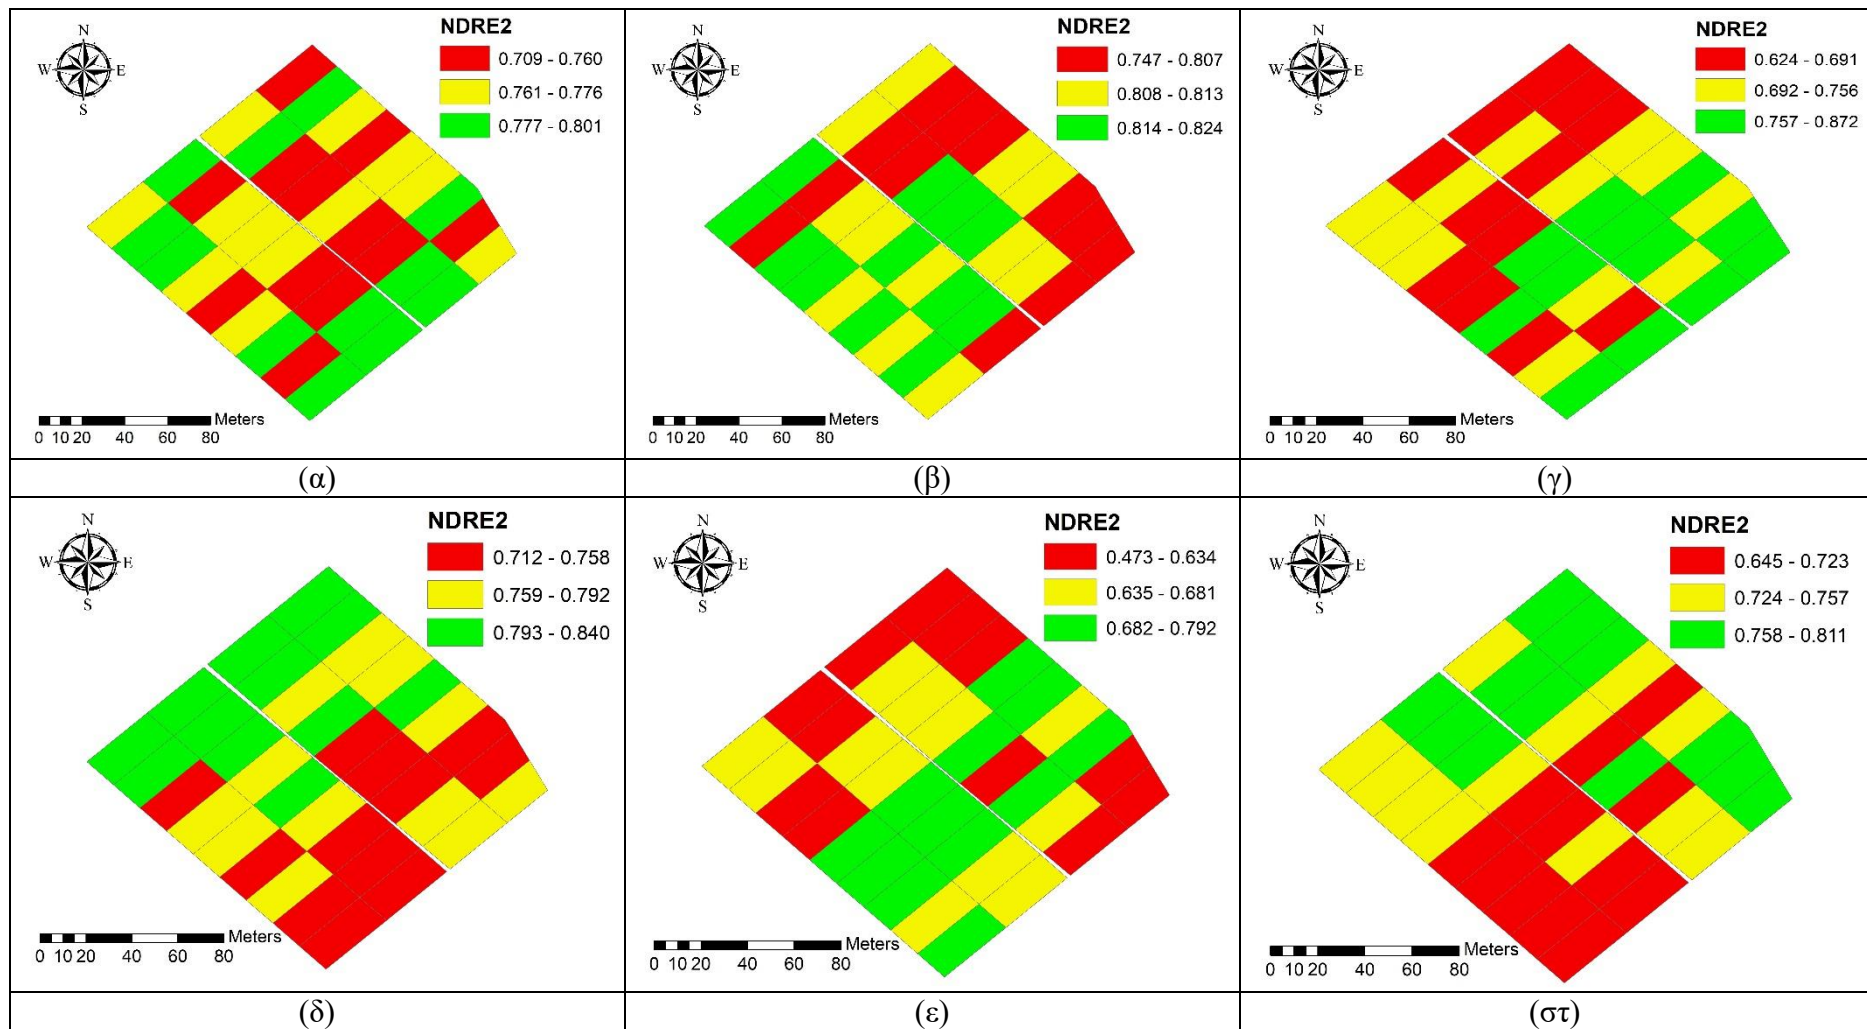 NDRE2
N
W E
S
0.709 - 0.760
0.761 - 0.776
0.777 - 0.801
Meters
0 10 20 40 60 80
(α)
NDRE2
N
W E
S
0.747 - 0.807
0.808 - 0.813
0.814 - 0.824
Meters
0 10 20 40 60 80
(β)
NDRE2
N
W E
S
0.624 - 0.691
0.692 - 0.756
0.757 - 0.872
Meters
0 10 20 40 60 80
(γ)
NDRE2
N
W E
S
0.712 - 0.758
0.759 - 0.792
0.793 - 0.840
Meters
0 10 20 40 60 80
(δ)
NDRE2
N
W E
S
0.473 - 0.634
0.635 - 0.681
0.682 - 0.792
Meters
0 10 20 40 60 80
(ε)
NDRE2
N
W E
S
0.645 - 0.723
0.724 - 0.757
0.758 - 0.811
Meters
0 10 20 40 60 80
(στ)